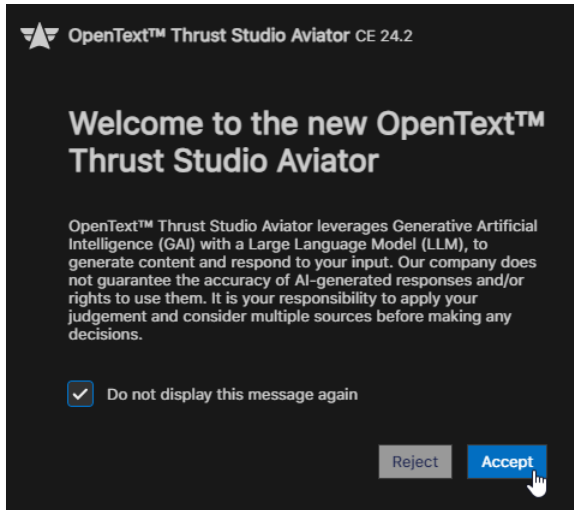 OpenText™ Thrust Studio Aviator CE 24.2
Welcome to the new OpenText™
Thrust Studio Aviator
OpenText™ Thrust Studio Aviator leverages Generative Artificial
Intelligence (GAI) with a Large Language Model (LLM), to
generate content and respond to your input. Our company does
not guarantee the accuracy of AI-generated responses and/or
rights to use them. It is your responsibility to apply your
judgement and consider multiple sources before making any
decisions.
Do not display this message again
Reject Accept